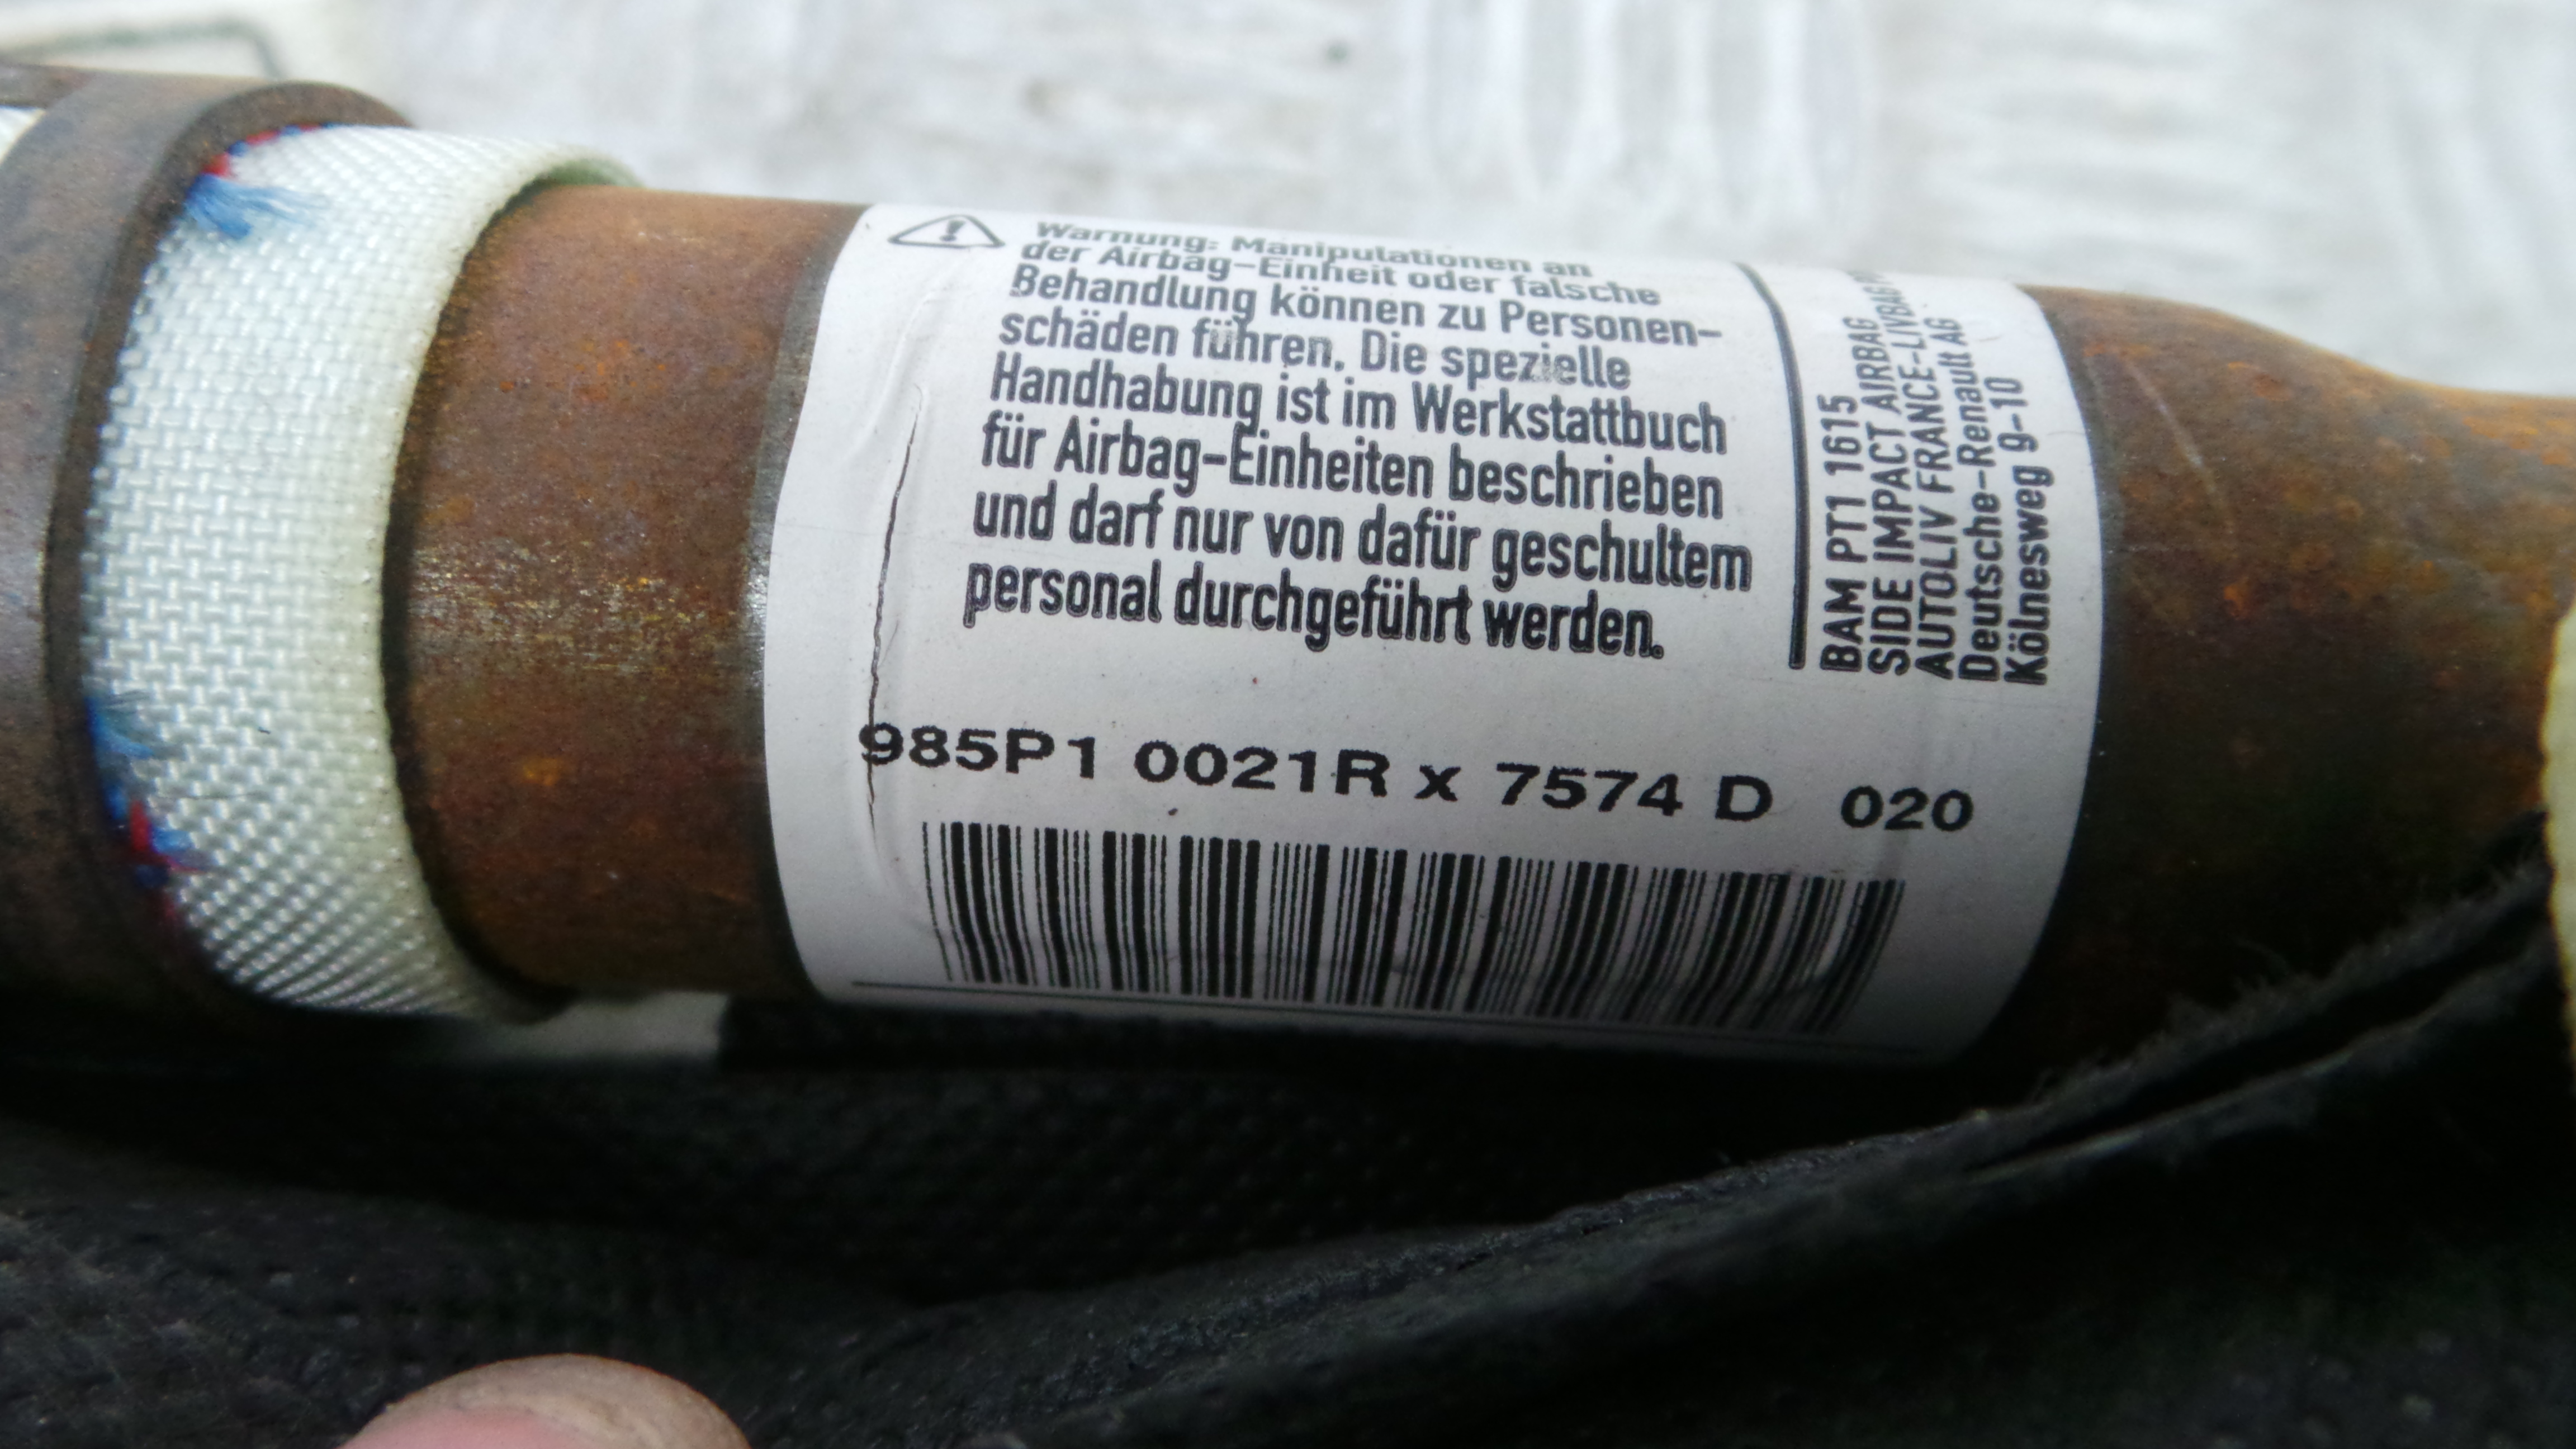 Warnung: Manipulationen an
der Airbag-Einheit oder falsche
Behandlung können zu Personen-
schäden führen. Die spezielle
Handhabung ist im Werkstattbuch
für Airbag-Einheiten beschrieben
und darf nur von dafür geschultem
personal durchgeführt werden.
BAM PT1 1615
SIDE IMPACT AIRBAG
AUTOLIV FRANCE-LIVBAG
Deutsche-Renault AG
Kölnesweg 9-10
985P1 0021R x 7574 D 020